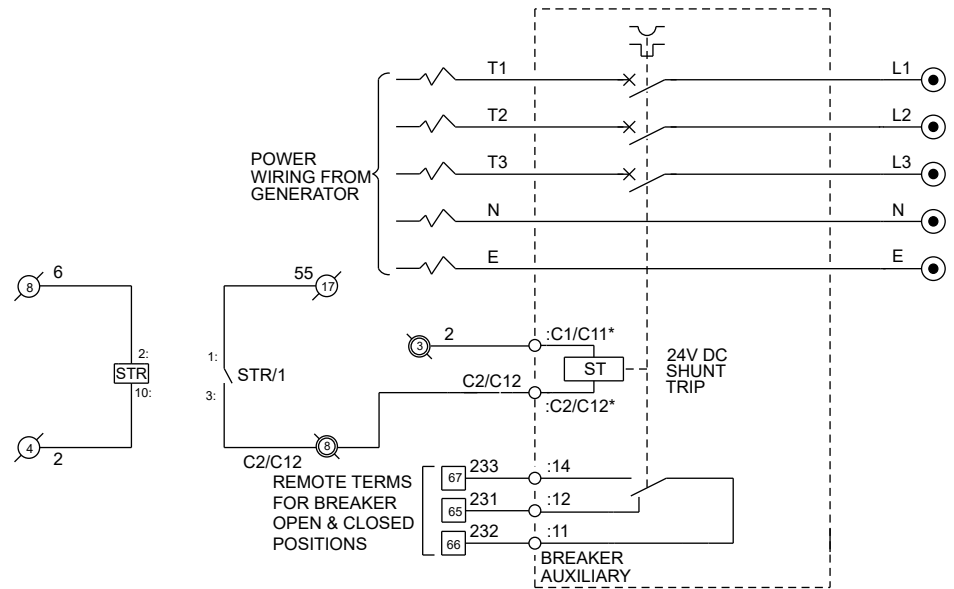 T1
L1
T2
L2
POWER
WIRING FROM
GENERATOR
T3
L3
N
N
E
E
6
8
55
17
2
3
:C1/C11*
2:
STR
10:
1:
STR/1
3:
ST
24V DC
SHUNT
TRIP
C2/C12
:C2/C12*
4
2
8
C2/C12
REMOTE TERMS
FOR BREAKER
OPEN & CLOSED
POSITIONS
67
233
:14
65
231
:12
66
232
:11
BREAKER
AUXILIARY